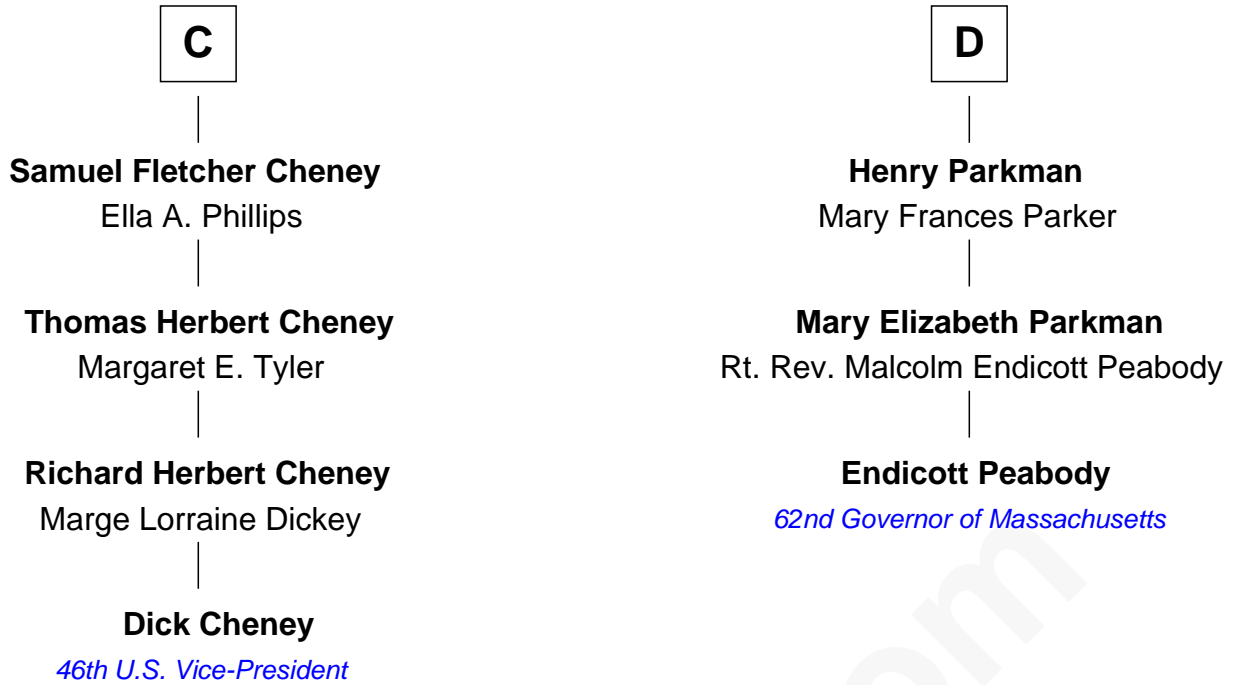 C
Samuel Fletcher Cheney
Ella A. Phillips
Thomas Herbert Cheney
Margaret E. Tyler
Richard Herbert Cheney
Marge Lorraine Dickey
Dick Cheney
46th U.S. Vice-President
D
Henry Parkman
Mary Frances Parker
Mary Elizabeth Parkman
Rt. Rev. Malcolm Endicott Peabody
Endicott Peabody
62nd Governor of Massachusetts
om